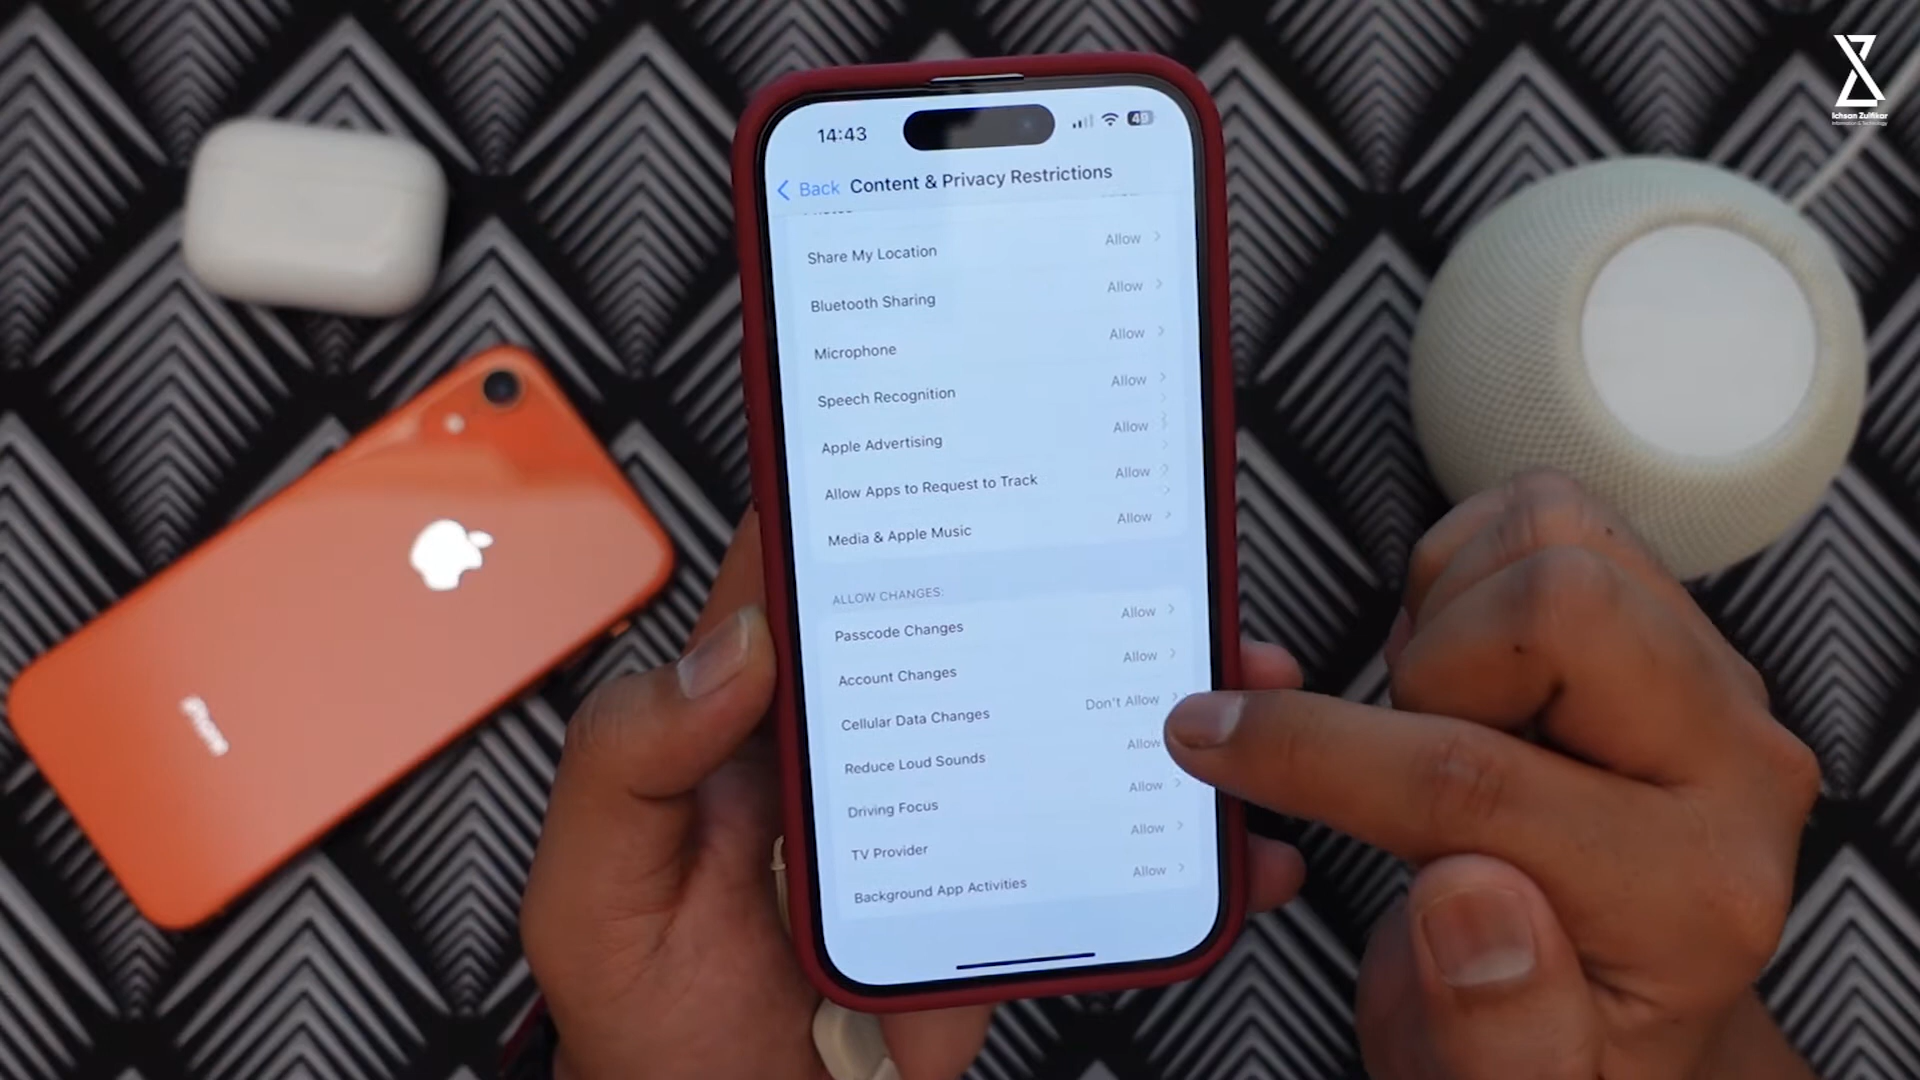 Ichsan Zulfikar
Information & Technology
14:43
49
Back
Content & Privacy Restrictions
Share My Location Allow
Bluetooth Sharing Allow
Microphone Allow
Speech Recognition Allow
Apple Advertising Allow
Allow Apps to Request to Track Allow
Media & Apple Music Allow
ALLOW CHANGES:
Passcode Changes Allow
Account Changes Allow
Cellular Data Changes Don't Allow
Reduce Loud Sounds Allow
Driving Focus Allow
TV Provider Allow
Background App Activities Allow
iPhone